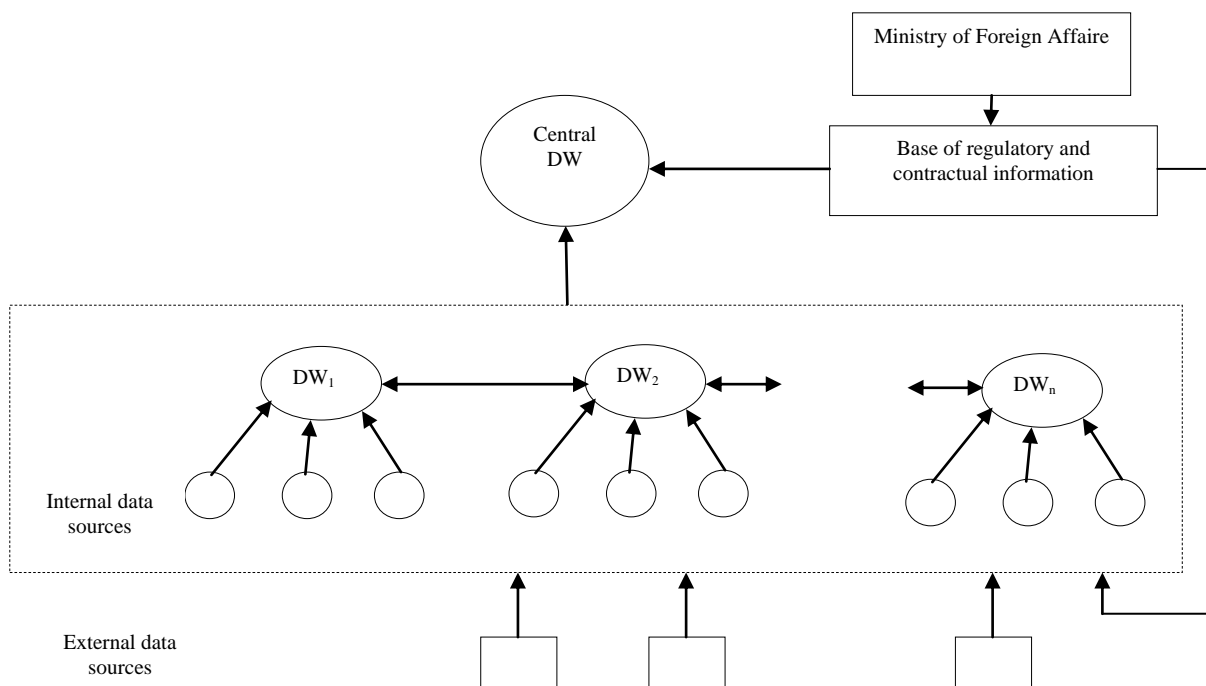 Ministry of Foreign Affaire
Central
DW
Base of regulatory and
contractual information
DW₁
DW₂
DWₙ
Internal data
sources
External data
sources